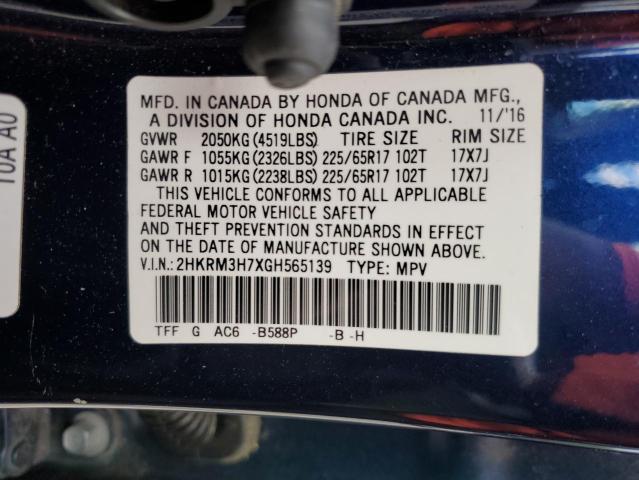 MFD. IN CANADA BY HONDA OF CANADA MFG.,
A DIVISION OF HONDA CANADA INC. 11/'16
GVWR 2050KG(4519LBS) TIRE SIZE RIM SIZE
GAWR F 1055KG(2326LBS) 225/65R17 102T 17X7J
GAWR R 1015KG(2238LBS) 225/65R17 102T 17X7J
THIS VEHICLE CONFORMS TO ALL APPLICABLE
FEDERAL MOTOR VEHICLE SAFETY
AND THEFT PREVENTION STANDARDS IN EFFECT
ON THE DATE OF MANUFACTURE SHOWN ABOVE.
V.I.N.: 2HKRM3H7XGH565139 TYPE: MPV
TFF G AC6 -B588P -B -H